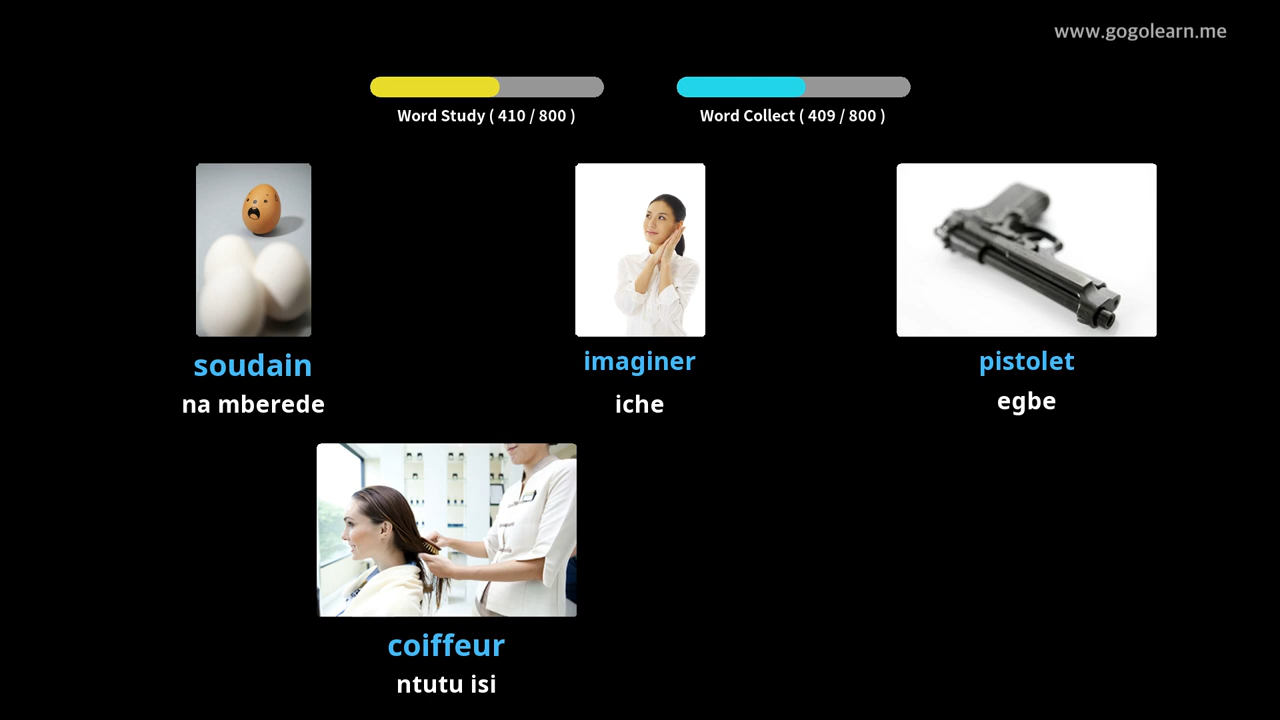 www.gogolearn.me
Word Study ( 410 / 800 )
Word Collect ( 409 / 800 )
soudain
na mberede
imaginer
iche
pistolet
egbe
coiffeur
ntutu isi